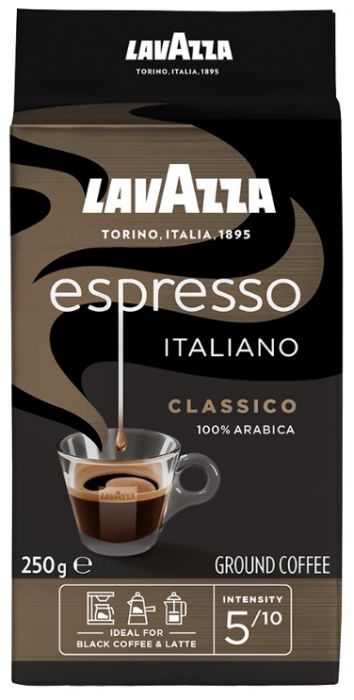 LAVAZZA
TORINO, ITALIA, 1895
LAVAZZA
TORINO, ITALIA, 1895
espresso
ITALIANO
CLASSICO
100% ARABICA
LAVAZZA
250g ℮
GROUND COFFEE
IDEAL FOR
BLACK COFFEE & LATTE
INTENSITY
5/10